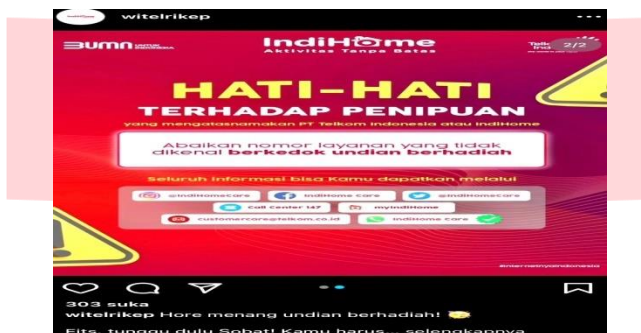 witelrikep
BUMN UNTUK INDONESIA
IndiHome
Aktivitas Tanpa Batas
2/2
HATI-HATI
TERHADAP PENIPUAN
yang mengatasnamakan PT Telkom Indonesia atau IndiHome
Abaikan nomor layanan yang tidak
dikenal berkedok undian berhadiah
Seluruh informasi bisa Kamu dapatkan melalui
@IndiHomeCare IndiHome Care @IndiHomeCare
Call Center 147 myIndiHome
customercare@telkom.co.id IndiHome Care
#InternetnyaIndonesia
303 suka
witelrikep Hore menang undian berhadiah!
Eits, tunggu dulu Sobat! Kamu harus... selengkapnya